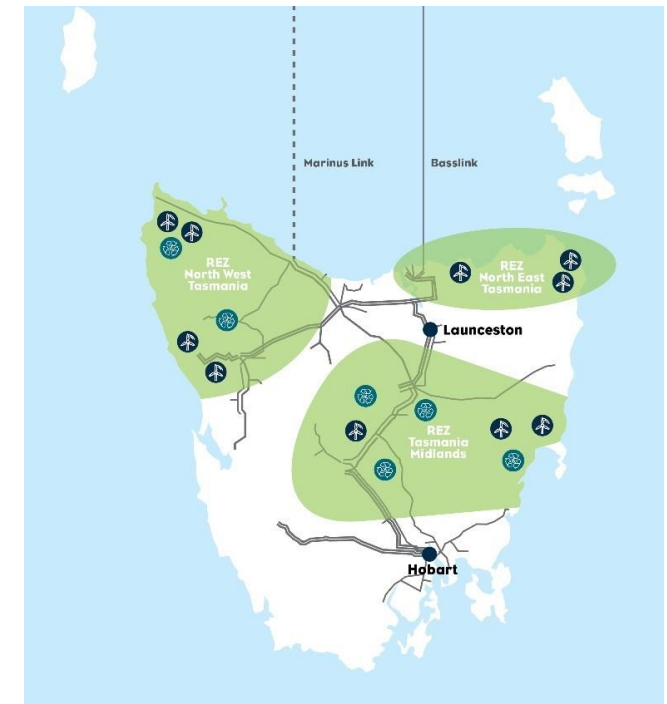 Marinus Link
Basslink
REZ
North West
Tasmania
REZ
North East
Tasmania
Launceston
REZ
Tasmania
Midlands
Hobart